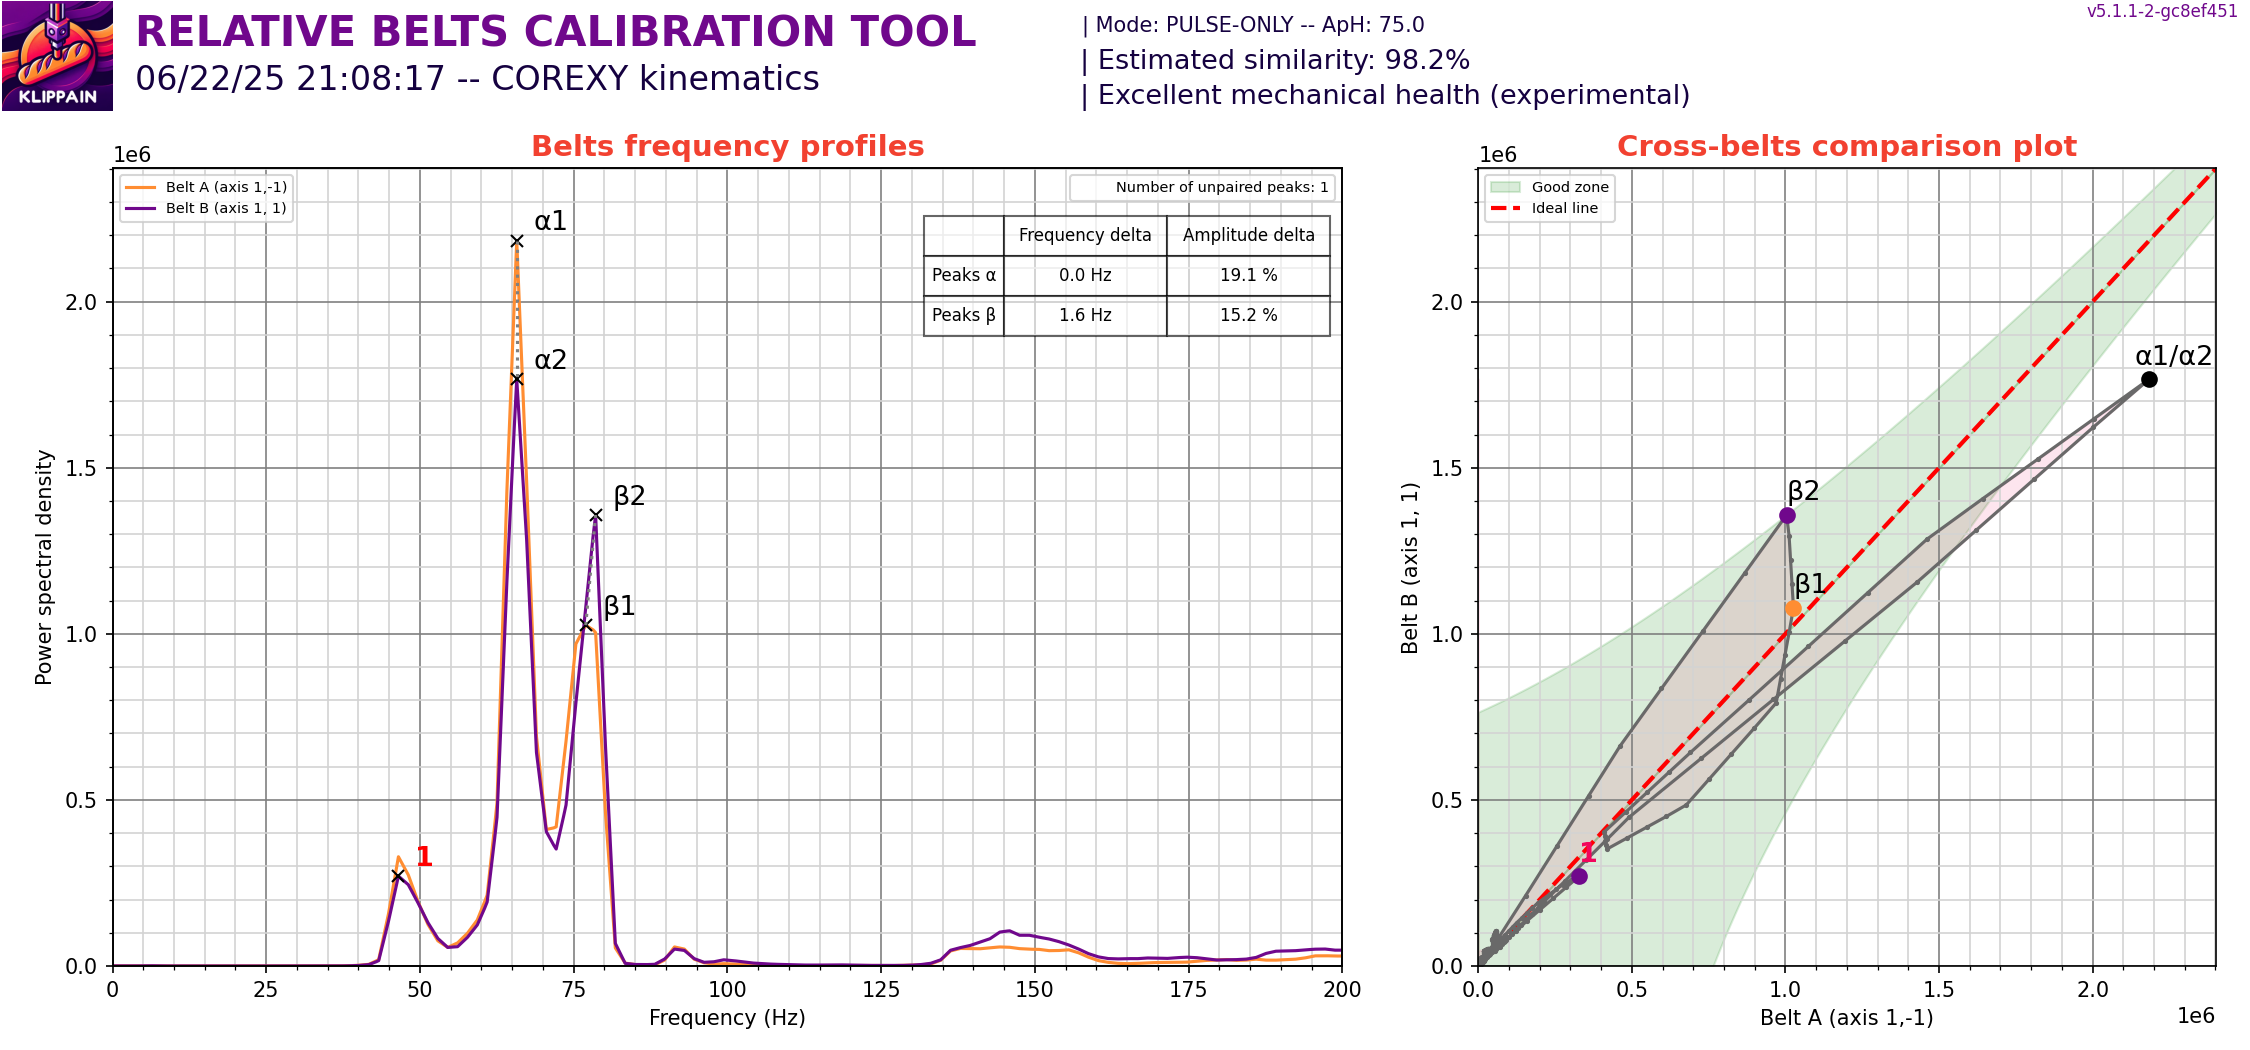 KLIPPAIN
RELATIVE BELTS CALIBRATION TOOL
06/22/25 21:08:17 -- COREXY kinematics
| Mode: PULSE-ONLY -- ApH: 75.0
| Estimated similarity: 98.2%
| Excellent mechanical health (experimental)
v5.1.1-2-gc8ef451
Belts frequency profiles
1e6
Belt A (axis 1,-1)
Belt B (axis 1, 1)
Number of unpaired peaks: 1
Frequency delta Amplitude delta
Peaks α 0.0 Hz 19.1 %
Peaks β 1.6 Hz 15.2 %
α1
α2
β2
β1
1
Power spectral density
2.0
1.5
1.0
0.5
0.0
0 25 50 75 100 125 150 175 200
Frequency (Hz)
Cross-belts comparison plot
1e6
Good zone
Ideal line
α1/α2
β2
β1
1
Belt B (axis 1, 1)
2.0
1.5
1.0
0.5
0.0
0.0 0.5 1.0 1.5 2.0
Belt A (axis 1,-1)
1e6